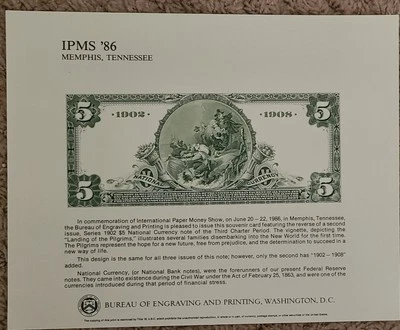 IPMS '86
MEMPHIS, TENNESSEE
5 5
·1902· ·1908·
NATIONAL CURRENCY
5 5
In commemoration of International Paper Money Show, on June 20 – 22, 1986, in Memphis, Tennessee,
the Bureau of Engraving and Printing is pleased to issue this souvenir card featuring the reverse of a second
issue, Series 1902 $5 National Currency note of the Third Charter Period. The vignette, depicting the
"Landing of the Pilgrims," illustrates several families disembarking into the New World for the first time.
The Pilgrims represent the hope for a new future, free from prejudice, and the determination to succeed in
a new way of life.
This design is the same for all three issues of this note; however, only the second has "1902 – 1908"
added.
National Currency, (or National Bank notes), were the forerunners of our present Federal Reserve
notes. They came into existence during the Civil War under the Act of February 25, 1863, and were one of the
currencies introduced during that period of financial stress.
BUREAU OF ENGRAVING AND PRINTING, WASHINGTON, D.C.